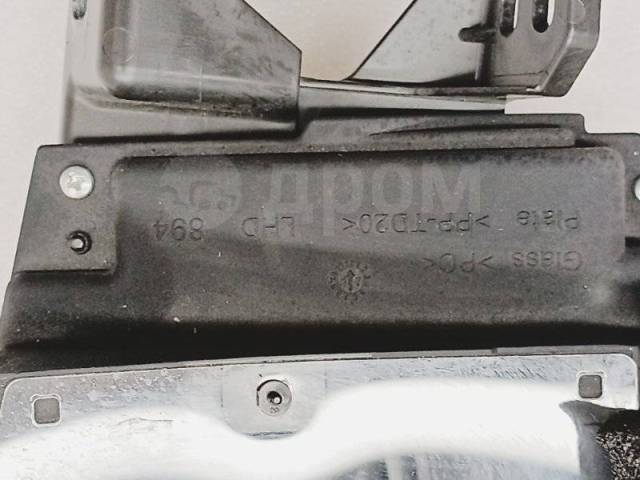 Glass >PC<
Plate >PP-TD20< LHD 894
дром